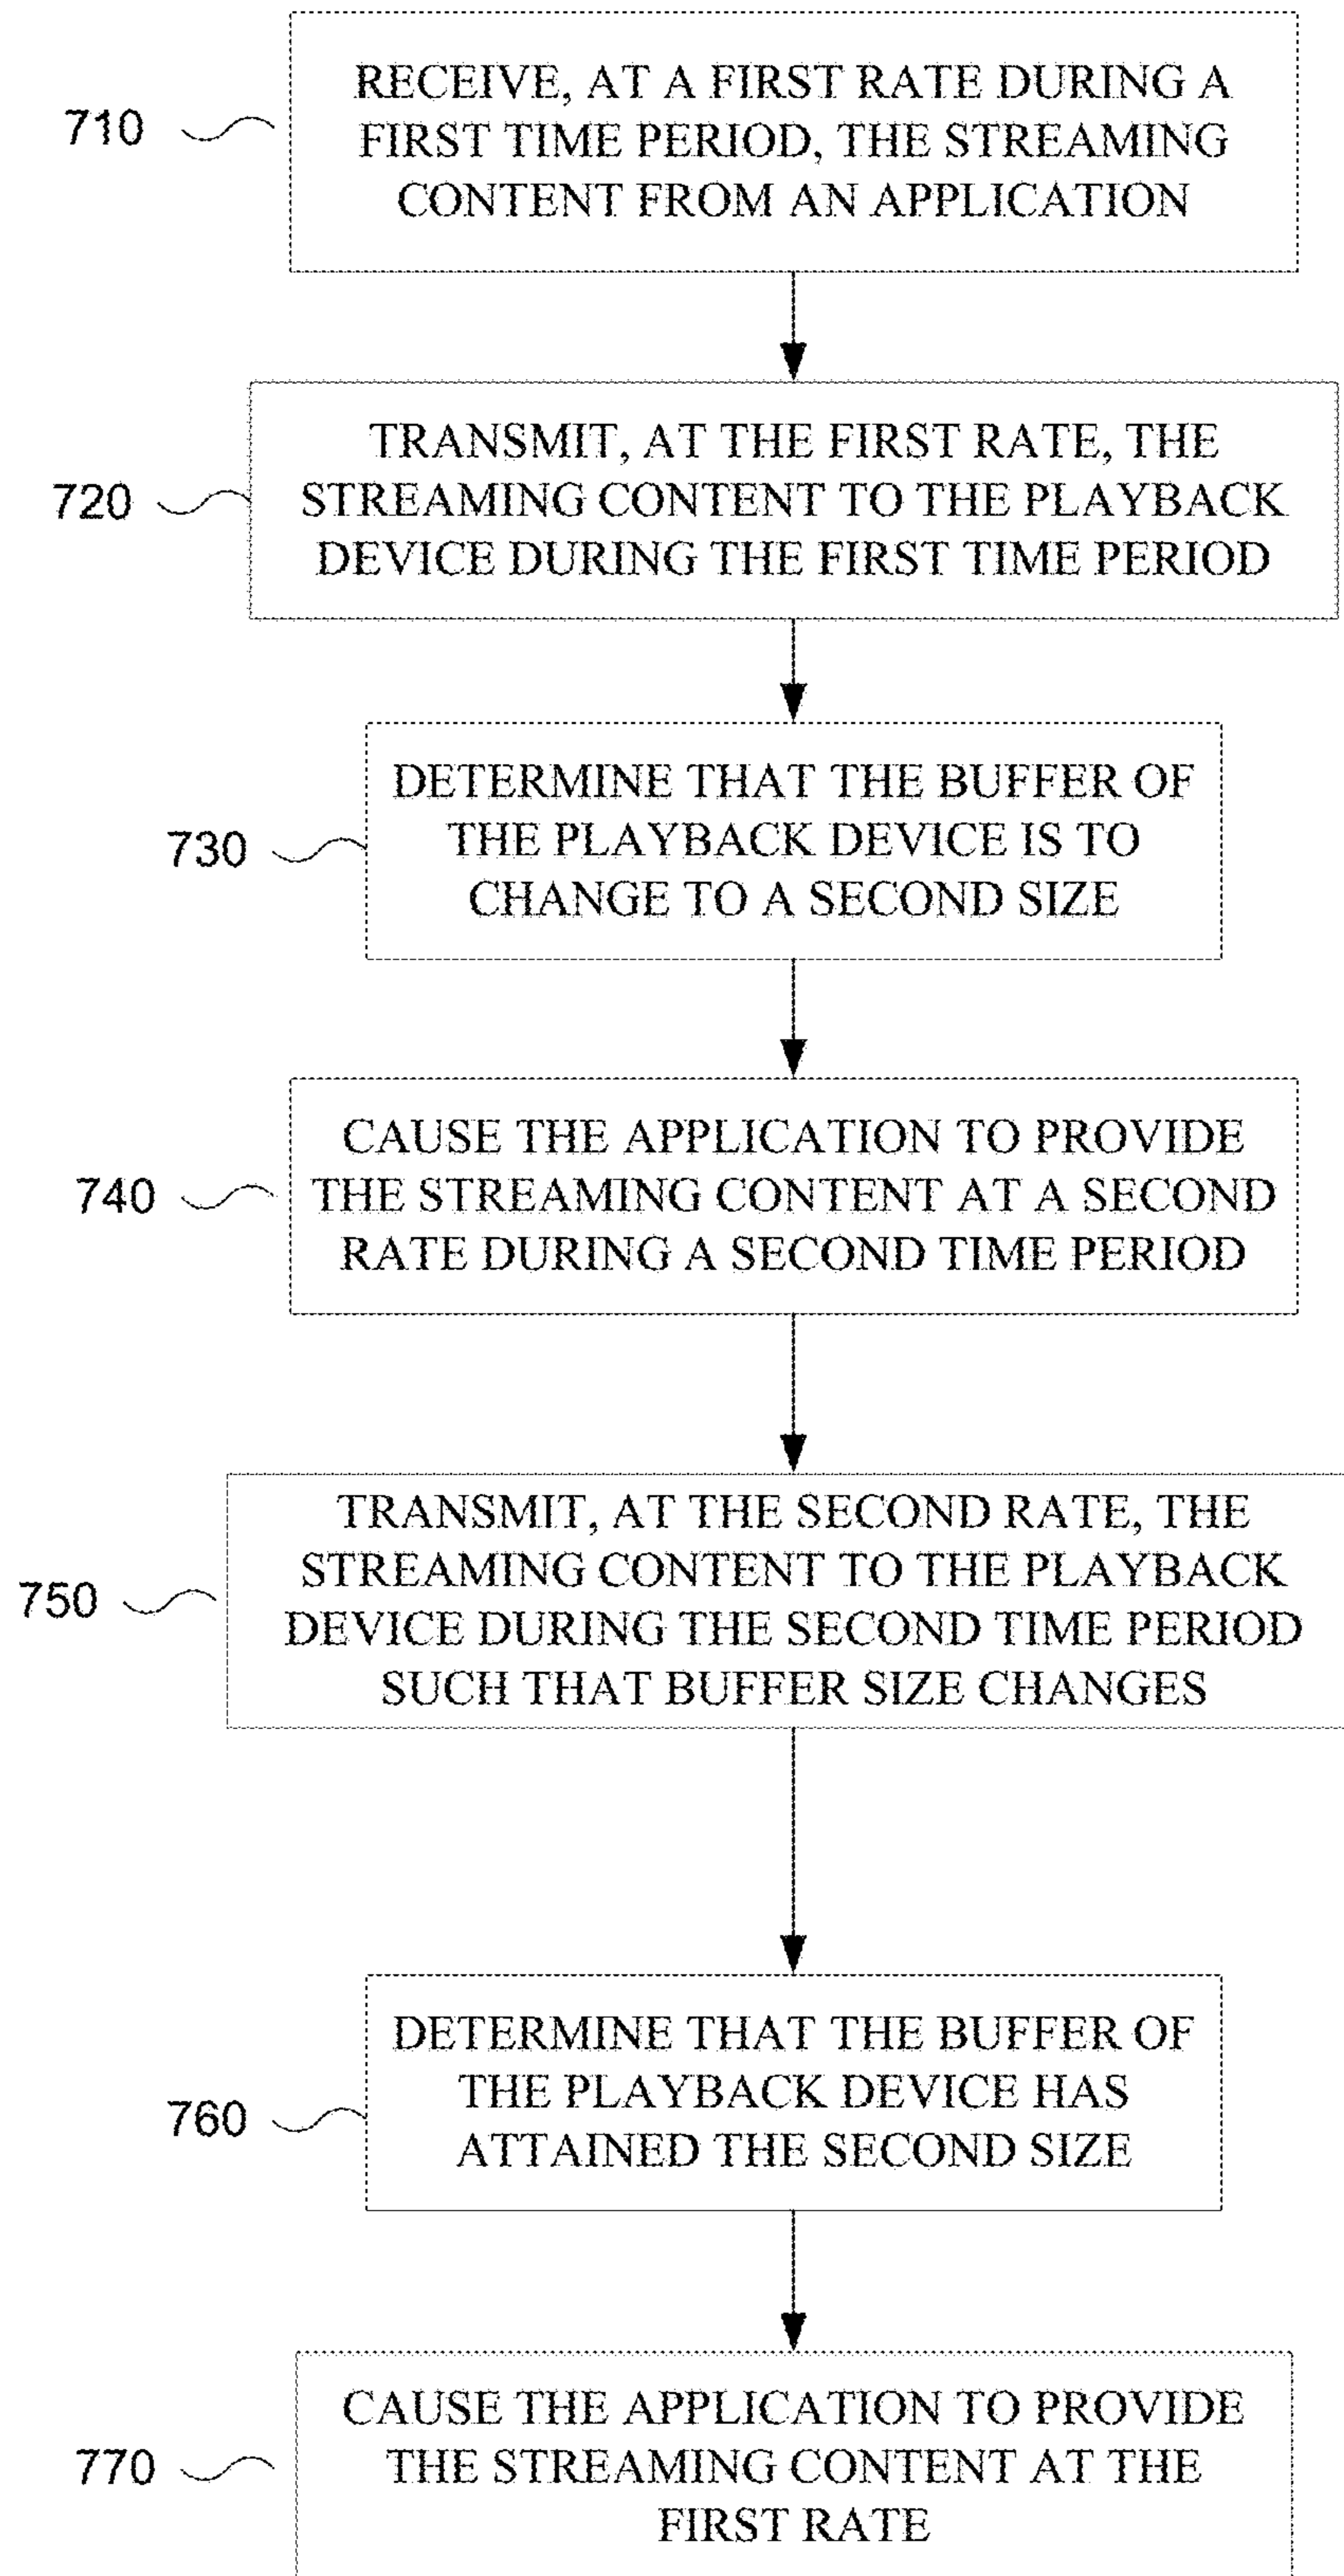 710
RECEIVE, AT A FIRST RATE DURING A
FIRST TIME PERIOD, THE STREAMING
CONTENT FROM AN APPLICATION
720
TRANSMIT, AT THE FIRST RATE, THE
STREAMING CONTENT TO THE PLAYBACK
DEVICE DURING THE FIRST TIME PERIOD
730
DETERMINE THAT THE BUFFER OF
THE PLAYBACK DEVICE IS TO
CHANGE TO A SECOND SIZE
740
CAUSE THE APPLICATION TO PROVIDE
THE STREAMING CONTENT AT A SECOND
RATE DURING A SECOND TIME PERIOD
750
TRANSMIT, AT THE SECOND RATE, THE
STREAMING CONTENT TO THE PLAYBACK
DEVICE DURING THE SECOND TIME PERIOD
SUCH THAT BUFFER SIZE CHANGES
760
DETERMINE THAT THE BUFFER OF
THE PLAYBACK DEVICE HAS
ATTAINED THE SECOND SIZE
770
CAUSE THE APPLICATION TO PROVIDE
THE STREAMING CONTENT AT THE
FIRST RATE